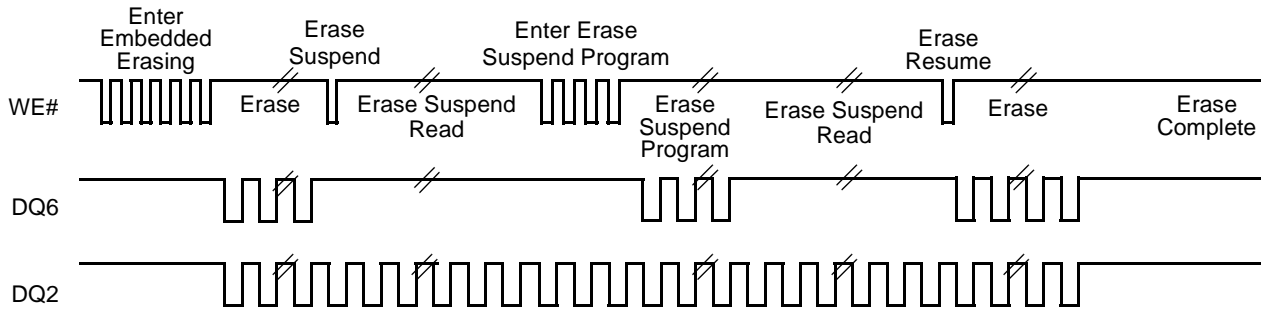 Enter
Embedded
Erasing
Erase
Suspend
Enter Erase
Suspend Program
Erase
Resume
WE#
Erase
Erase Suspend
Read
Erase
Suspend
Program
Erase Suspend
Read
Erase
Erase
Complete
DQ6
DQ2